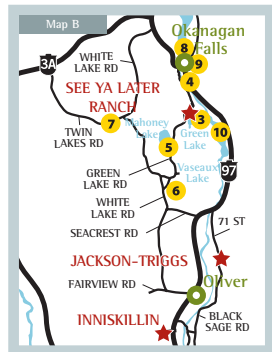 Map B
Okanagan
Falls
8
9
4
3A
WHITE
LAKE RD
SEE YA LATER
RANCH
7
TWIN
LAKES RD
Mahoney
Lake
3
Green
Lake
10
5
Vaseaux
Lake
97
GREEN
LAKE RD
6
WHITE
LAKE RD
SEACREST RD
71 ST
JACKSON-TRIGGS
FAIRVIEW RD
Oliver
INNISKILLIN
BLACK
SAGE RD